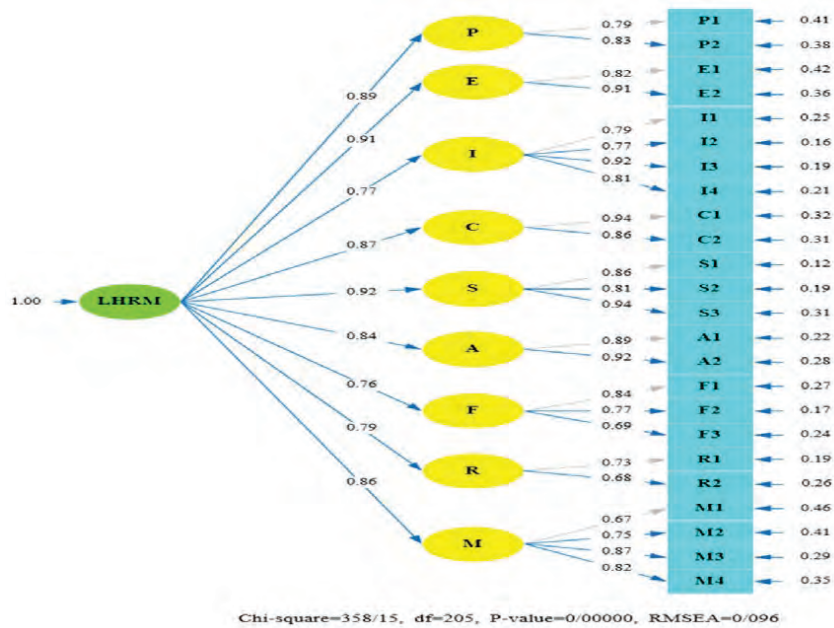 P 0.79 P1 0.41
0.83 P2 0.38
0.89
E 0.82 E1 0.42
0.91 E2 0.36
0.91
I 0.79 I1 0.25
0.77 I2 0.16
0.92 I3 0.19
0.81 I4 0.21
0.77
C 0.94 C1 0.32
0.86 C2 0.31
0.87
1.00 LHRM
S 0.86 S1 0.12
0.81 S2 0.19
0.94 S3 0.31
0.92
A 0.89 A1 0.22
0.92 A2 0.28
0.84
F 0.84 F1 0.27
0.77 F2 0.17
0.69 F3 0.24
0.76
R 0.73 R1 0.19
0.68 R2 0.26
0.79
M 0.67 M1 0.46
0.75 M2 0.41
0.87 M3 0.29
0.82 M4 0.35
0.86
Chi-square=358/15, df=205, P-value=0/00000, RMSEA=0/096